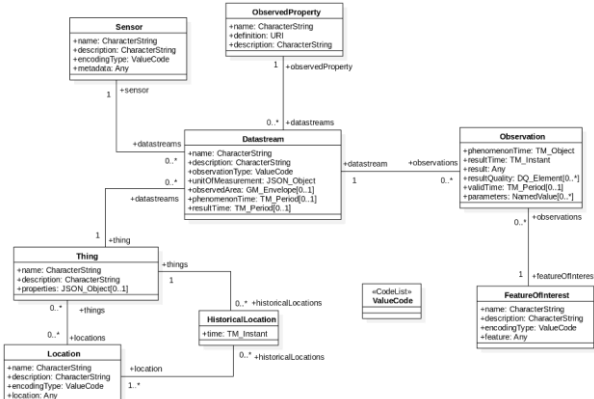 ObservedProperty
+name: CharacterString
+definition: URI
+description: CharacterString
Sensor
+name: CharacterString
+description: CharacterString
+encodingType: ValueCode
+metadata: Any
1
+observedProperty
1
+sensor
0..*
+datastreams
+datastreams
0..*
Datastream
+name: CharacterString
+description: CharacterString
+observationType: ValueCode
+unitOfMeasurement: JSON_Object
+observedArea: GM_Envelope[0..1]
+phenomenonTime: TM_Period[0..1]
+resultTime: TM_Period[0..1]
+datastream
1
+observations
0..*
Observation
+phenomenonTime: TM_Object
+resultTime: TM_Instant
+result: Any
+resultQuality: DQ_Element[0..*]
+validTime: TM_Period[0..1]
+parameters: NamedValue[0..*]
0..*
+datastreams
0..*
+observations
1
+thing
1
+featureOfInteres
Thing
+name: CharacterString
+description: CharacterString
+properties: JSON_Object[0..1]
+things
1
0..*
+historicalLocations
«CodeList»
ValueCode
FeatureOfInterest
+name: CharacterString
+description: CharacterString
+encodingType: ValueCode
+feature: Any
0..*
+things
HistoricalLocation
+time: TM_Instant
0..*
+locations
0..*
+historicalLocations
Location
+name: CharacterString
+description: CharacterString
+encodingType: ValueCode
+location: Any
+location
1..*